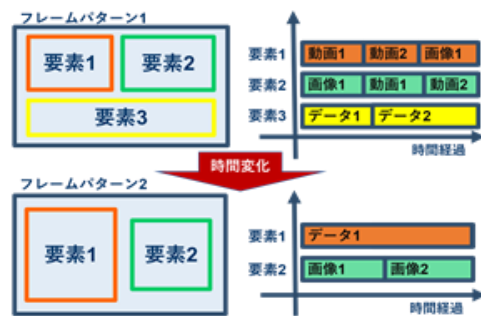 フレームパターン1
要素1
要素2
要素3
要素1
動画1
動画2
画像1
要素2
画像1
動画1
動画2
要素3
データ1
データ2
時間経過
時間変化
フレームパターン2
要素1
要素2
要素1
データ1
要素2
画像1
画像2
時間経過